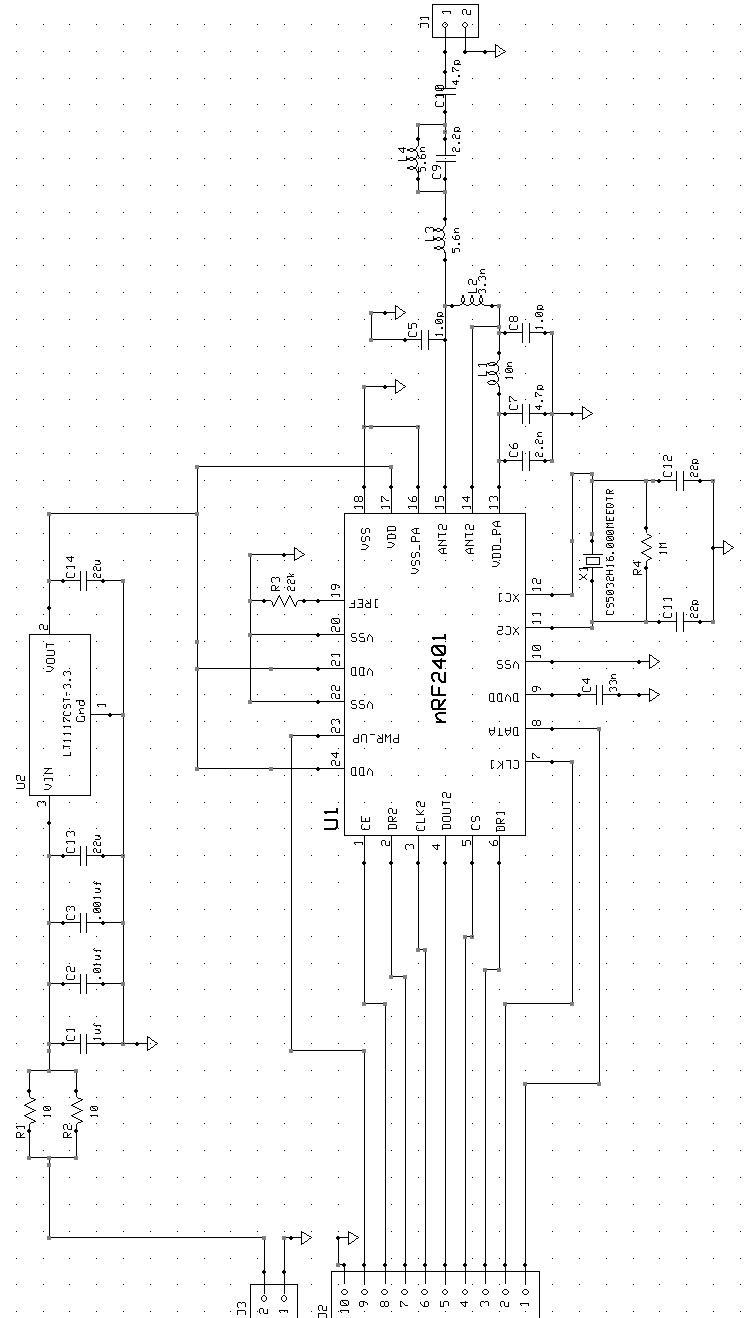 J1
1
2
C10
4.7p
L4
5.6n
C9
2.2p
L3
5.6n
L2
3.3n
C5
1.0p
C8
1.0p
L1
10n
C7
4.7p
C6
2.2n
18
17
16
15
14
13
VSS
VDD
VSS_PA
ANT2
ANT2
VDD_PA
C14
22u
2
VOUT
LT1117CST-3.3
Gnd
1
U2
VIN
3
R3
22k
19
IREF
20
VSS
21
VDD
22
VSS
23
PWR_UP
24
VDD
nRF2401
U1
12
XC1
11
XC2
10
VSS
9
DVDD
8
DATA
7
CLK1
X1
CS5032H16.000MEEQTR
R4
1M
C12
22p
C11
22p
C4
33n
CE
DR2
CLK2
DOUT2
CS
DR1
1
2
3
4
5
6
C13
22u
C3
.001uf
C2
.01uf
C1
1uf
R1
10
R2
10
J3
2
1
J2
10
9
8
7
6
5
4
3
2
1